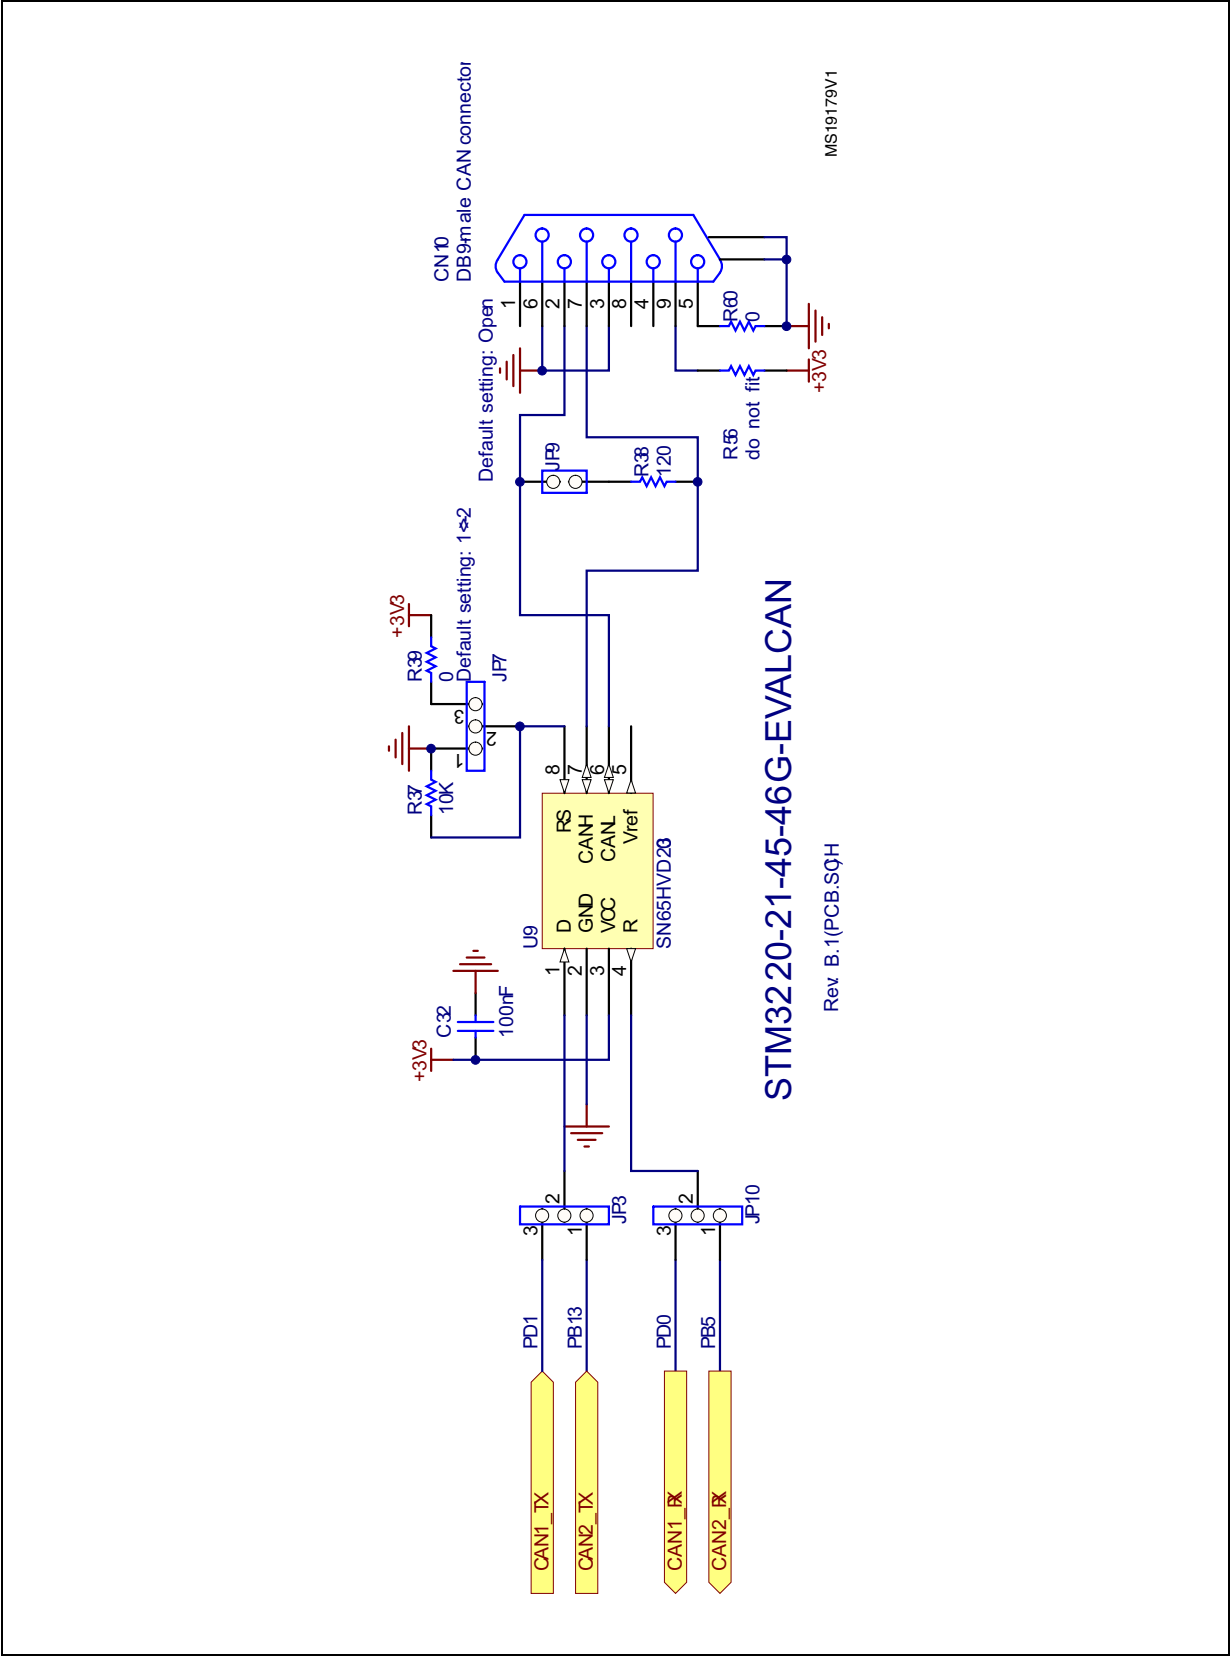 CAN1_TX
CAN2_TX
CAN1_RX
CAN2_RX
PD1
PB13
PD0
PB5
3
2
1
JP3
3
2
1
JP10
+3V3
C32
100nF
U9
1
2
3
4
D
GND
VCC
R
RS
CANH
CANL
Vref
8
7
6
5
SN65HVD230
R37
10K
1
2
3
JP7
Default setting: 1<->2
R39
0
+3V3
Default setting: Open
JP9
R38
120
CN10
DB9-male CAN connector
1
6
2
7
3
8
4
9
5
R60
0
R56
do not fit
+3V3
STM3220-21-45-46G-EVALCAN
Rev. B.1(PCB.SCH)
MS19179V1